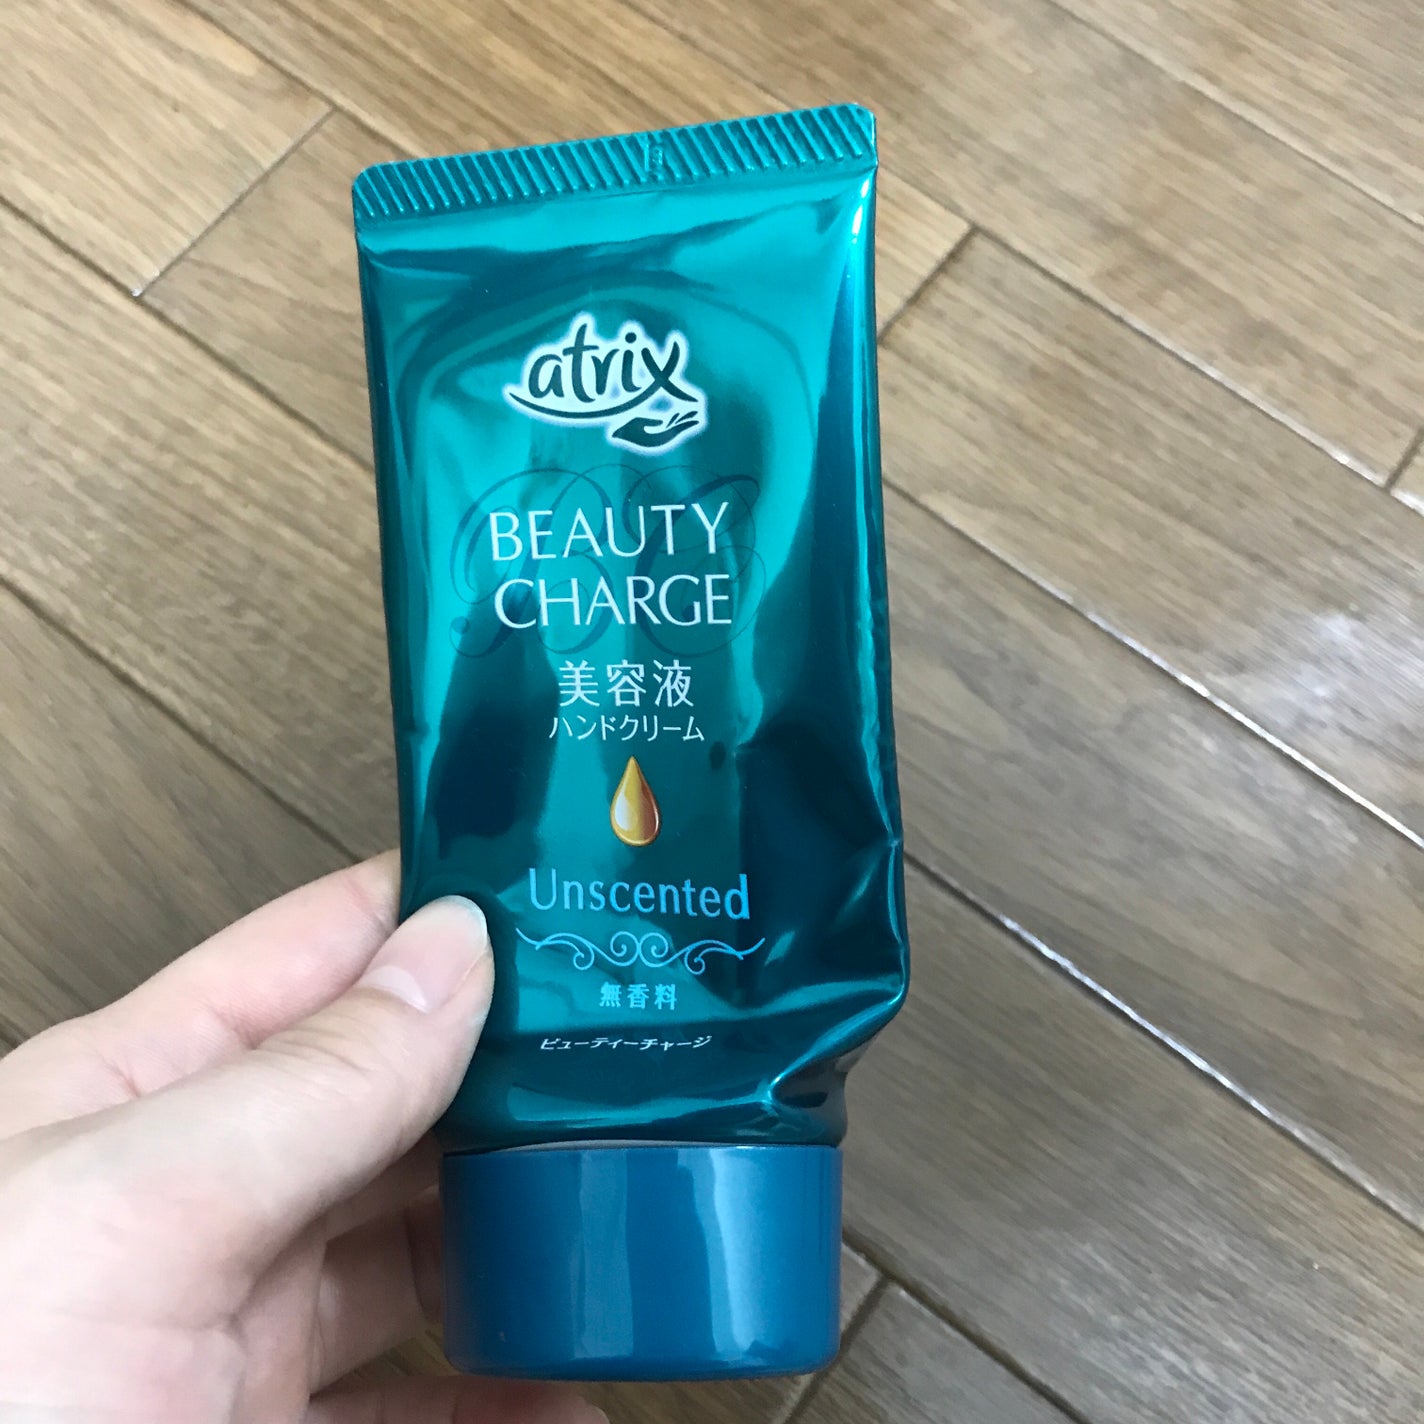 atrix
BEAUTY
CHARGE
美容液
ハンドクリーム
Unscented
無香料
ビューティーチャージ